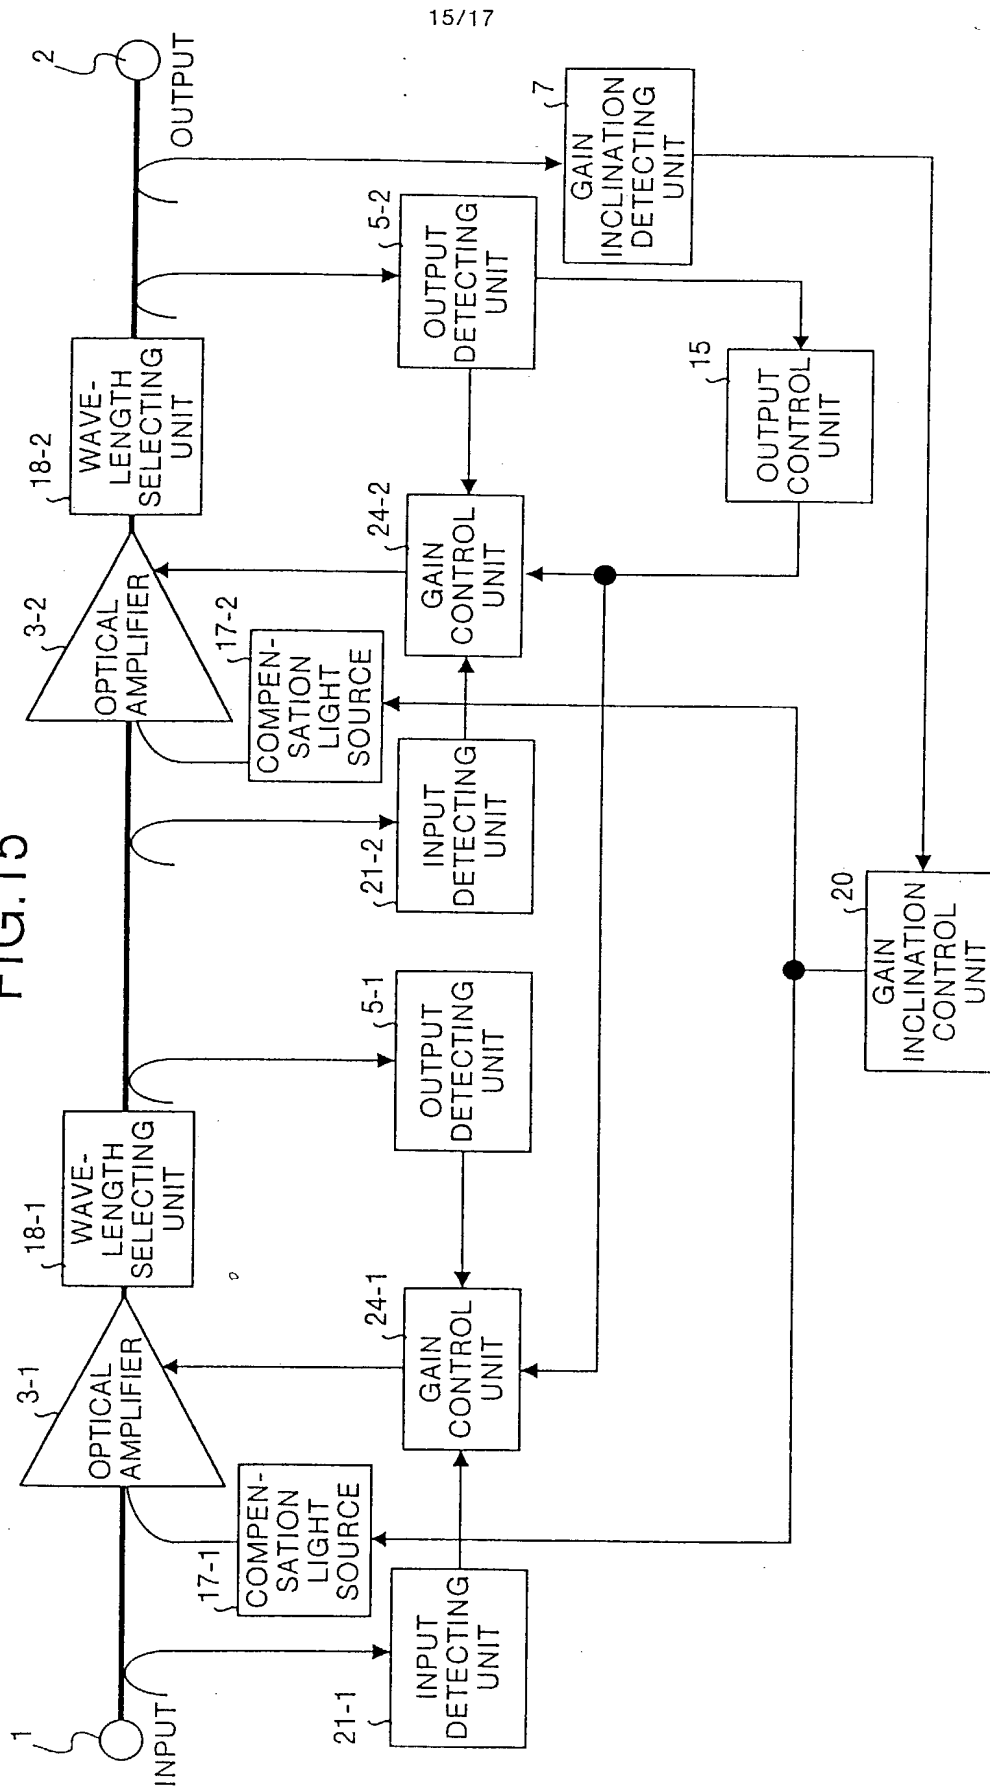 15/17
FIG.15
1
INPUT
21-1
INPUT
DETECTING
UNIT
17-1
COMPEN-
SATION
LIGHT
SOURCE
3-1
OPTICAL
AMPLIFIER
24-1
GAIN
CONTROL
UNIT
18-1
WAVE-
LENGTH
SELECTING
UNIT
5-1
OUTPUT
DETECTING
UNIT
21-2
INPUT
DETECTING
UNIT
17-2
COMPEN-
SATION
LIGHT
SOURCE
3-2
OPTICAL
AMPLIFIER
24-2
GAIN
CONTROL
UNIT
18-2
WAVE-
LENGTH
SELECTING
UNIT
5-2
OUTPUT
DETECTING
UNIT
2
OUTPUT
7
GAIN
INCLINATION
DETECTING
UNIT
15
OUTPUT
CONTROL
UNIT
20
GAIN
INCLINATION
CONTROL
UNIT